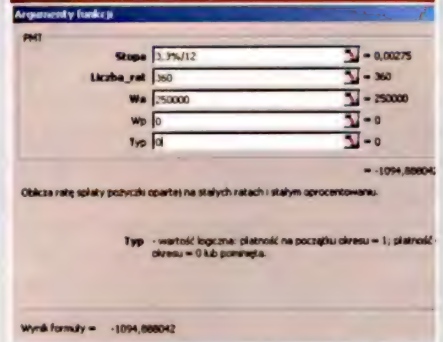 Argumenty funkcji
PMT
Stopa 3,3%/12 = 0,00275
Liczba_rat 360 = 360
Wa 250000 = 250000
Wp 0 = 0
Typ 0 = 0
= -1094,888042
Oblicza ratę spłaty pożyczki opartej na stałych ratach i stałym oprocentowaniu.
Typ - wartość logiczna: płatność na początku okresu = 1; płatność
okresu = 0 lub pominięta.
Wynik formuły = -1094,888042